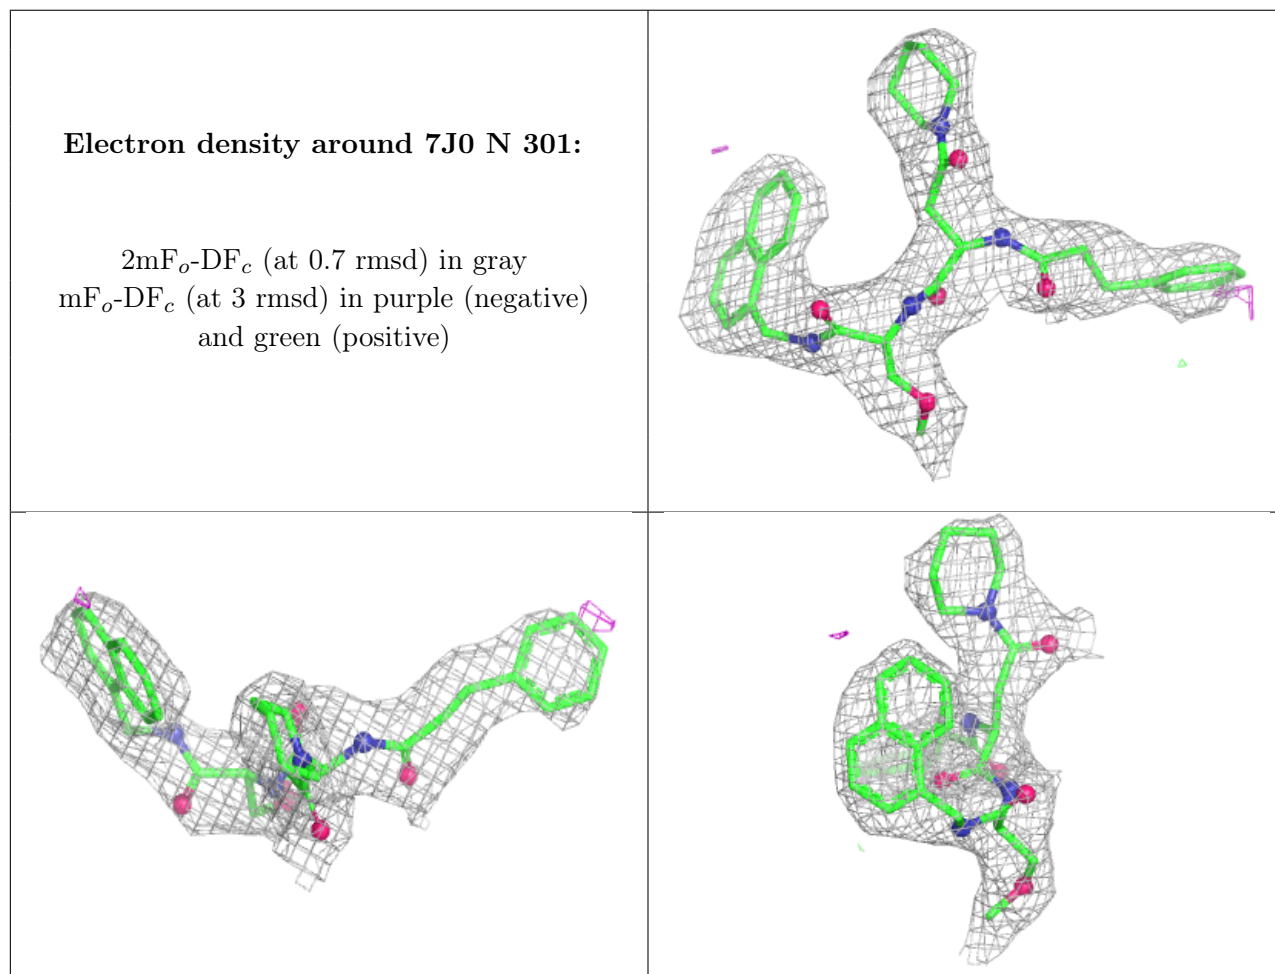 Electron density around 7J0 N 301:
2mFo-DFc (at 0.7 rmsd) in gray
mFo-DFc (at 3 rmsd) in purple (negative)
and green (positive)